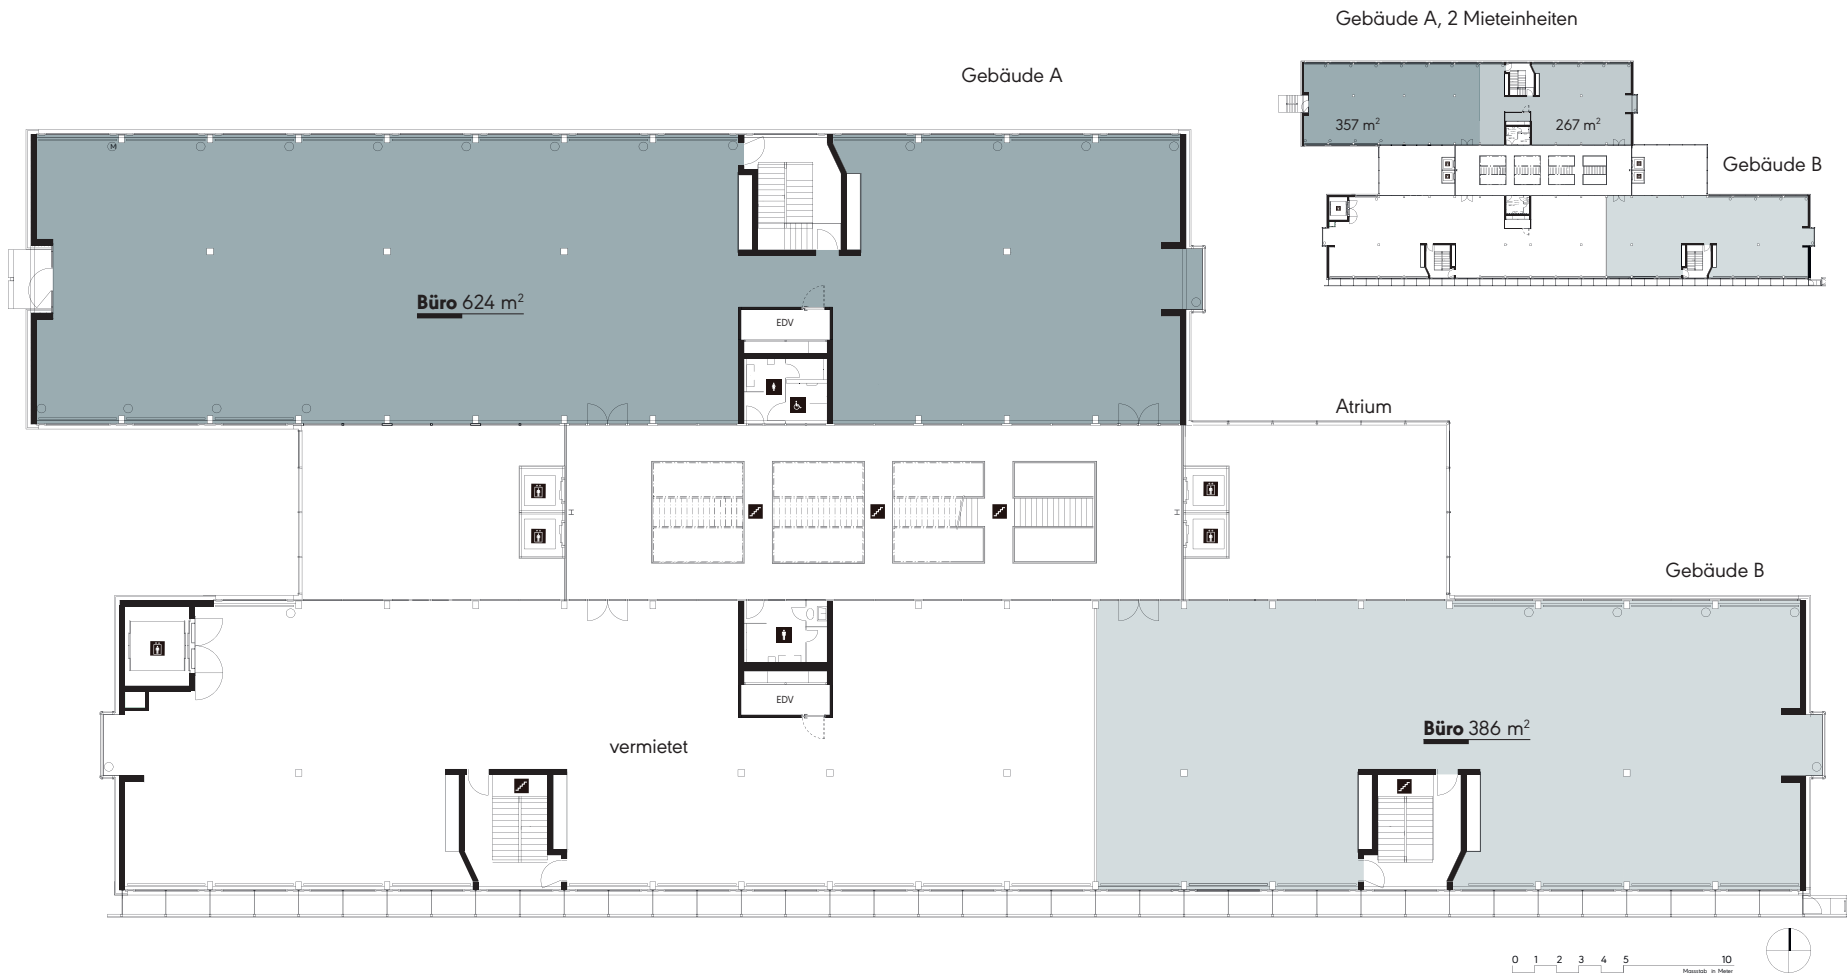 Gebäude A, 2 Mieteinheiten
Gebäude A
357 m²
267 m²
Gebäude B
M
Büro 624 m²
EDV
Atrium
Gebäude B
EDV
Büro 386 m²
vermietet
0 1 2 3 4 5 10
Massstab in Meter